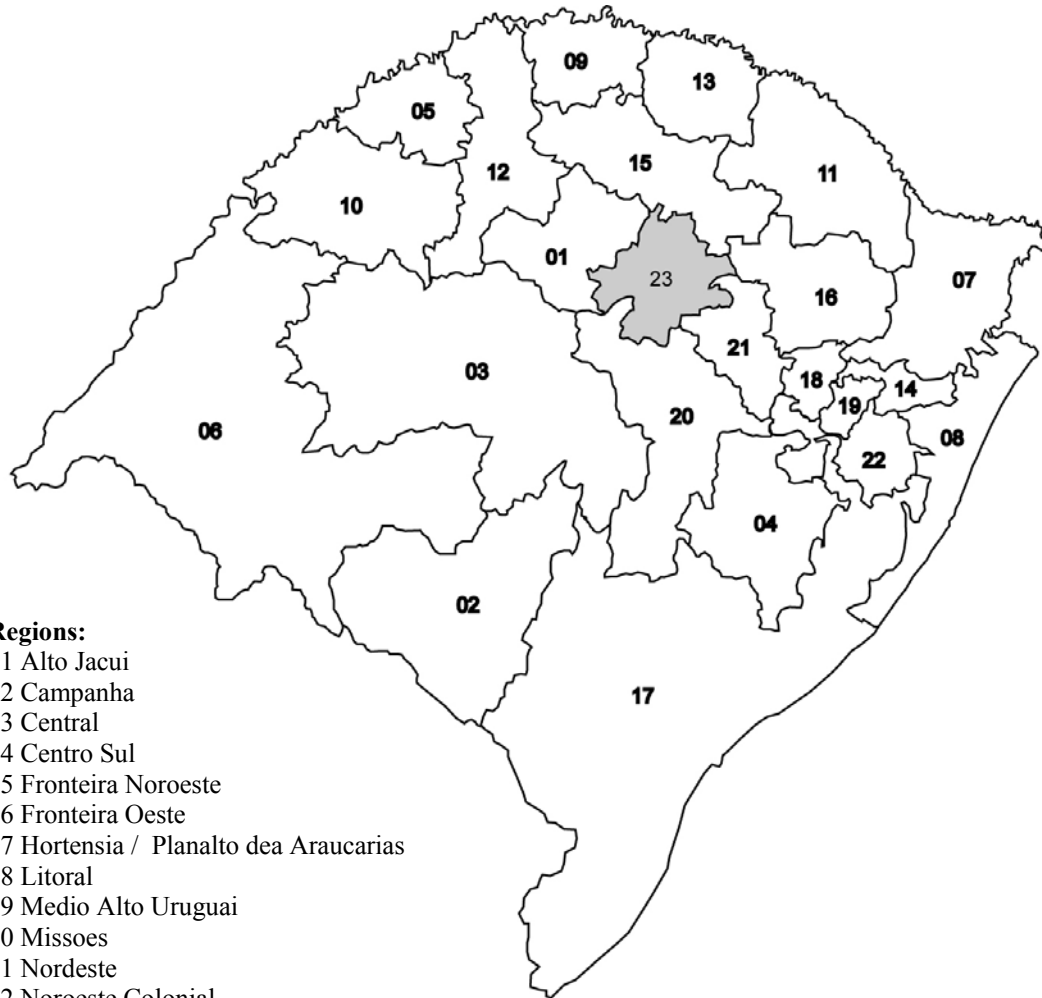 09
13
05
15
12
11
10
01
23
07
16
21
03
18
14
19
20
06
08
22
04
02
Regions:
1 Alto Jacui
2 Campanha
3 Central
17
4 Centro Sul
5 Fronteira Noroeste
6 Fronteira Oeste
7 Hortensia / Planalto dea Araucarias
8 Litoral
9 Medio Alto Uruguai
0 Missoes
1 Nordeste
2 Noroeste Colonial